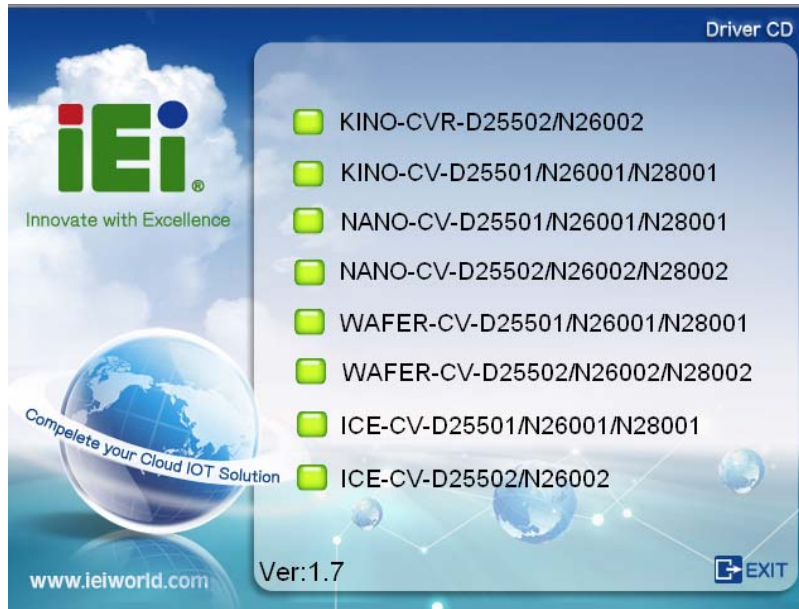 Driver CD
iEi®
Innovate with Excellence
KINO-CVR-D25502/N26002
KINO-CV-D25501/N26001/N28001
NANO-CV-D25501/N26001/N28001
NANO-CV-D25502/N26002/N28002
WAFER-CV-D25501/N26001/N28001
WAFER-CV-D25502/N26002/N28002
ICE-CV-D25501/N26001/N28001
ICE-CV-D25502/N26002
Compelete your Cloud IOT Solution
www.ieiworld.com
Ver:1.7
EXIT